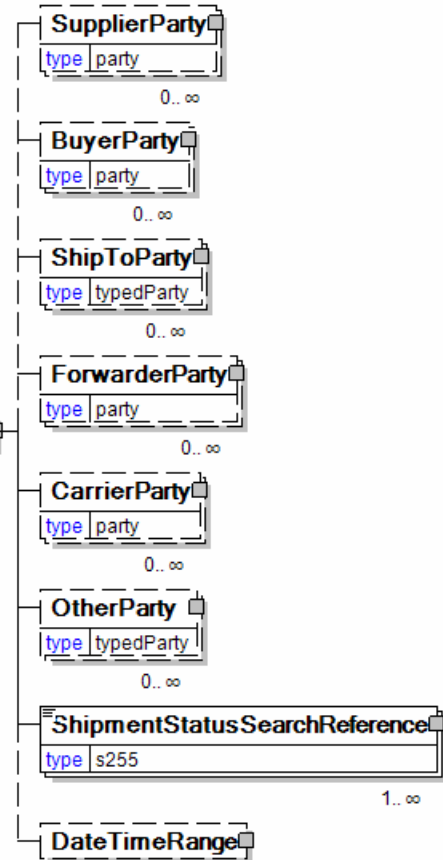 SupplierParty
type party
0.. ∞
BuyerParty
type party
0.. ∞
ShipToParty
type typedParty
0.. ∞
ForwarderParty
type party
0.. ∞
CarrierParty
type party
0.. ∞
OtherParty
type typedParty
0.. ∞
ShipmentStatusSearchReference
type s255
1.. ∞
DateTimeRange